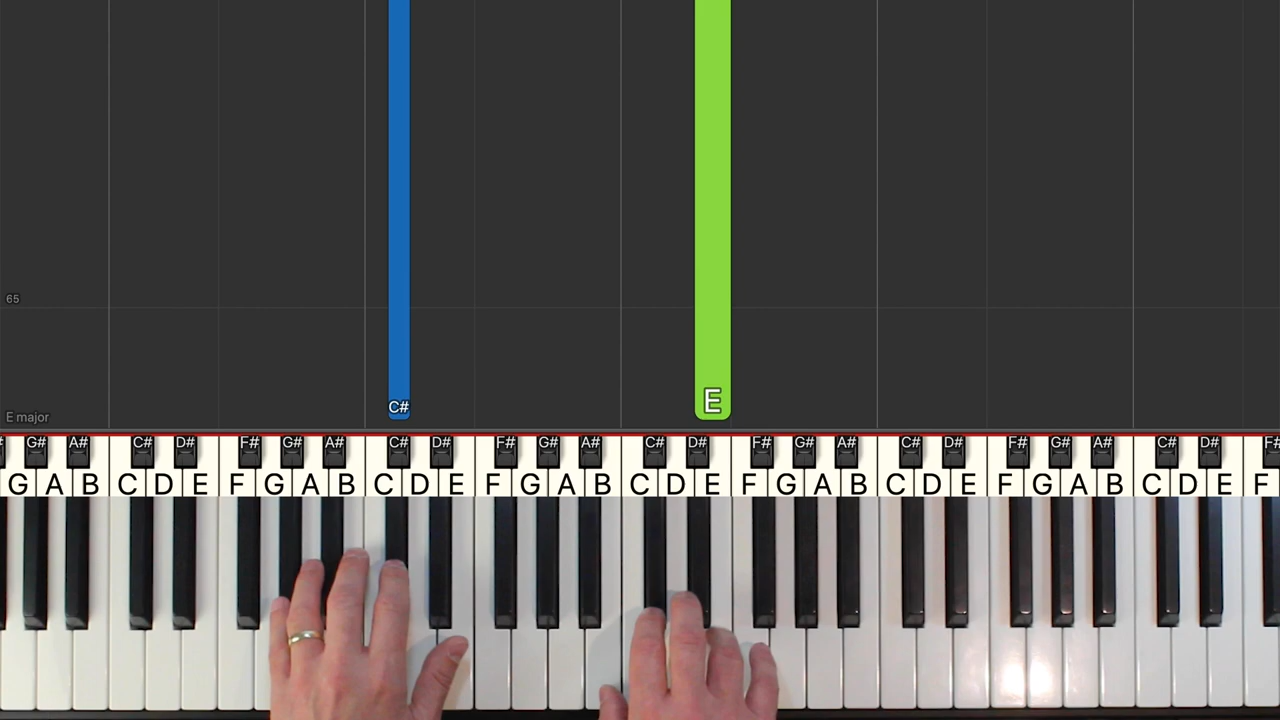 65
C#
E
E major
# G# A# C# D# F# G# A# C# D# F# G# A# C# D# F# G# A# C# D# F# G# A# C# D# F#
G A B C D E F G A B C D E F G A B C D E F G A B C D E F G A B C D E F